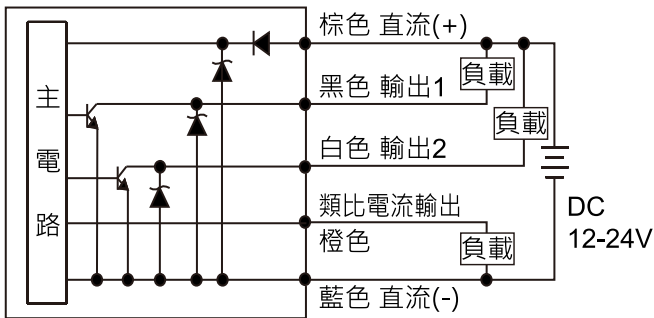 主電路
棕色 直流(+)
負載
黑色 輸出1
負載
白色 輸出2
類比電流輸出
橙色
負載
藍色 直流(-)
DC
12-24V